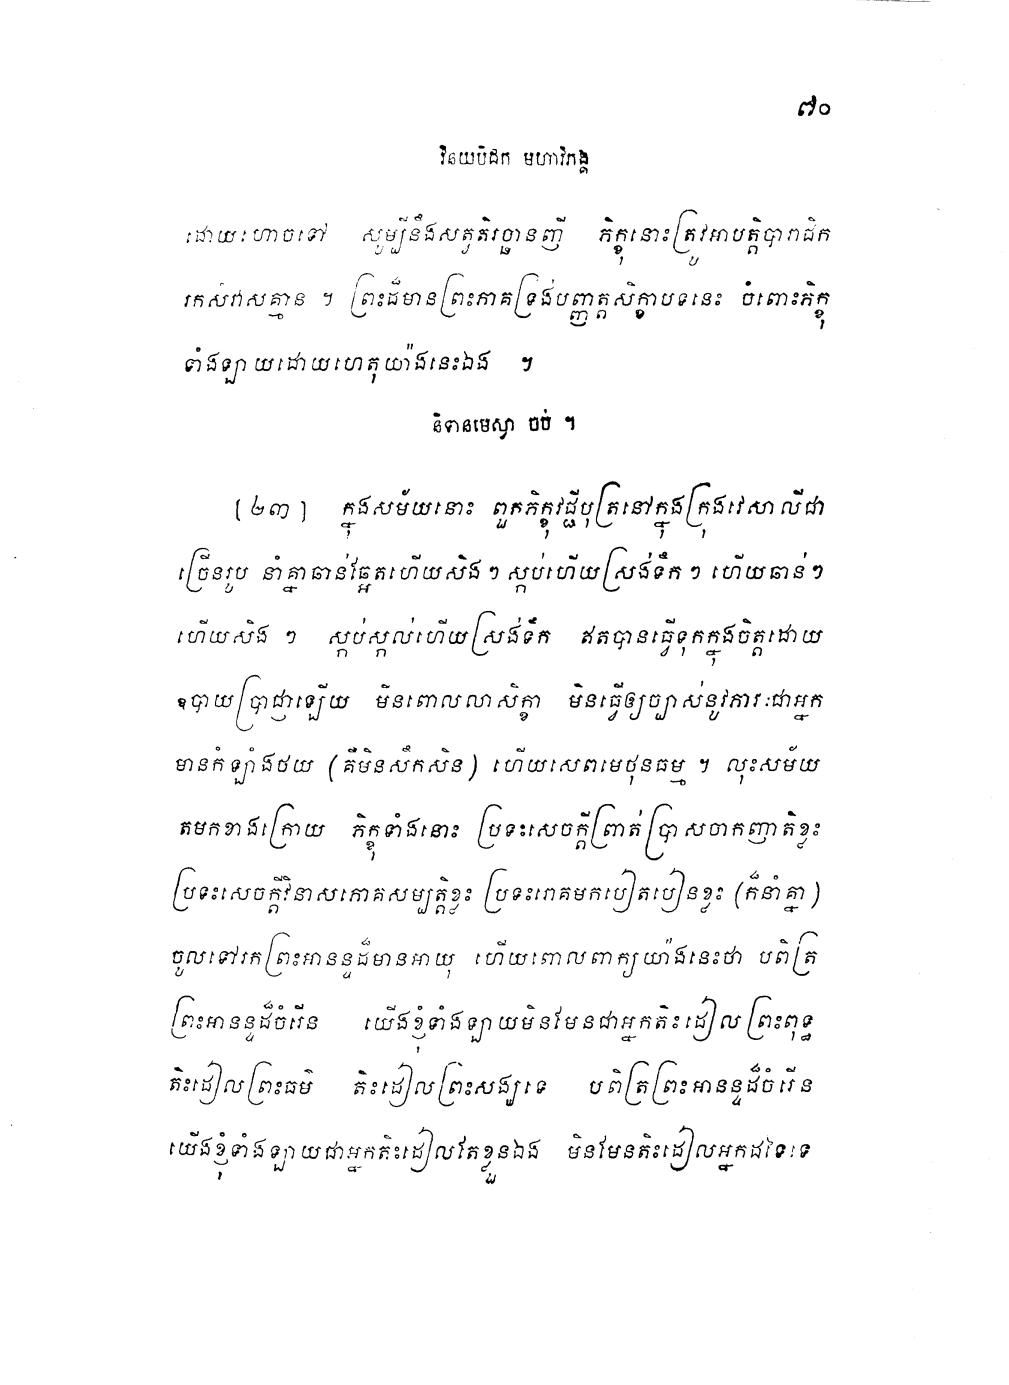 ៧០
វិនយបិដក មហាវិភង្គ
ដោយហោចទៅ សូម្បីនឹងសត្វតិរច្ឆានញី ភិក្ខុនោះត្រូវអាបត្តិបារាជិក
រកសំវាសគ្មាន ។ ព្រះដ៏មានព្រះភាគទ្រង់បញ្ញត្តសិក្ខាបទនេះ ចំពោះភិក្ខុ
ទាំងឡាយដោយហេតុយ៉ាងនេះឯង ។
និទានមេស្វា ចប់ ។
[២៣] ក្នុងសម័យនោះ ពួកភិក្ខុវជ្ជីបុត្រនៅក្នុងក្រុងវេសាលីជា
ច្រើនរូប នាំគ្នាឆាន់ឆ្អែតហើយសិងៗ ស្កប់ហើយស្រង់ទឹកៗ ហើយឆាន់ៗ
ហើយសិង ៗ ស្កប់ស្កល់ហើយស្រង់ទឹក ឥតបានធ្វើទុកក្នុងចិត្តដោយ
ឧបាយប្រាជ្ញាឡើយ មិនពោលលាសិក្ខា មិនធ្វើឲ្យច្បាស់នូវភាវៈជាអ្នក
មានកំឡាំងថយ (គឺមិនសឹកសិន) ហើយសេពមេថុនធម្ម ។ លុះសម័យ
តមកខាងក្រោយ ភិក្ខុទាំងនោះ ប្រទះសេចក្តីព្រាត់ប្រាសចាកញាតិខ្លះ
ប្រទះសេចក្តីវិនាសភោគសម្បត្តិខ្លះ ប្រទះរោគមកបៀតបៀនខ្លះ (ក៏នាំគ្នា)
ចូលទៅរកព្រះអានន្ទដ៏មានអាយុ ហើយពោលពាក្យយ៉ាងនេះថា បពិត្រ
ព្រះអានន្ទដ៏ចំរើន យើងខ្ញុំទាំងឡាយមិនមែនជាអ្នកតិះដៀលព្រះពុទ្ធ
តិះដៀលព្រះធម៌ តិះដៀលព្រះសង្ឃទេ បពិត្រព្រះអានន្ទដ៏ចំរើន
យើងខ្ញុំទាំងឡាយជាអ្នកតិះដៀលតែខ្លួនឯង មិនមែនតិះដៀលអ្នកដទៃទេ